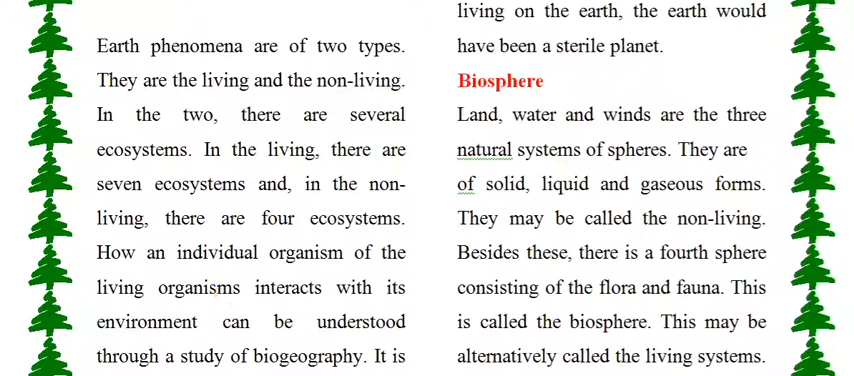 Earth phenomena are of two types.
They are the living and the non-living.
In the two, there are several
ecosystems. In the living, there are
seven ecosystems and, in the non-
living, there are four ecosystems.
How an individual organism of the
living organisms interacts with its
environment can be understood
through a study of biogeography. It is
living on the earth, the earth would
have been a sterile planet.
Biosphere
Land, water and winds are the three
natural systems of spheres. They are
of solid, liquid and gaseous forms.
They may be called the non-living.
Besides these, there is a fourth sphere
consisting of the flora and fauna. This
is called the biosphere. This may be
alternatively called the living systems.